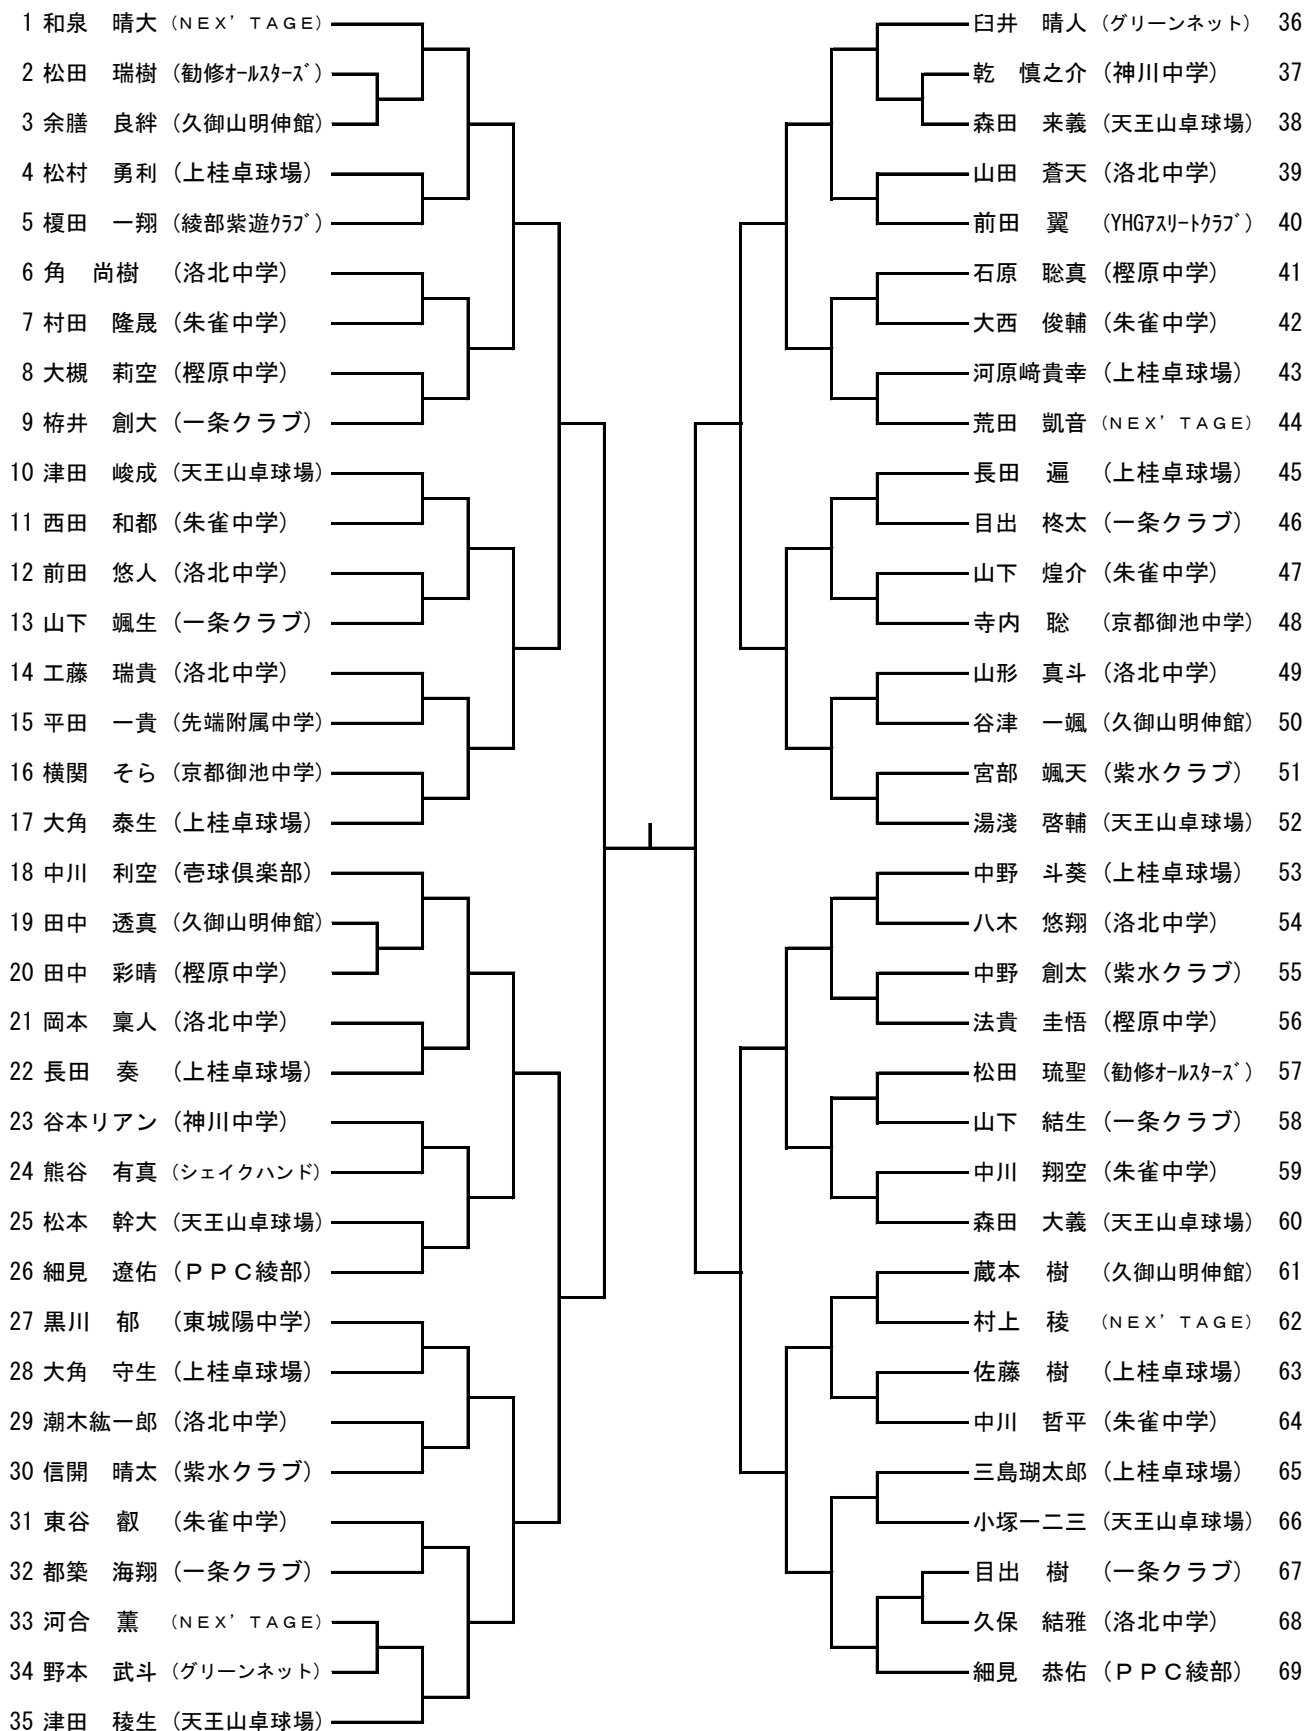 1 和泉　晴大 (ＮＥＸ’ＴＡＧＥ)
2 松田　瑞樹 (勧修ｵｰﾙｽﾀｰｽﾞ)
3 余膳　良絆 (久御山明伸館)
4 松村　勇利 (上桂卓球場)
5 榎田　一翔 (綾部紫遊ｸﾗﾌﾞ)
6 角　尚樹 (洛北中学)
7 村田　隆晟 (朱雀中学)
8 大槻　莉空 (樫原中学)
9 栫井　創大 (一条クラブ)
10 津田　峻成 (天王山卓球場)
11 西田　和都 (朱雀中学)
12 前田　悠人 (洛北中学)
13 山下　颯生 (一条クラブ)
14 工藤　瑞貴 (洛北中学)
15 平田　一貴 (先端附属中学)
16 横関　そら (京都御池中学)
17 大角　泰生 (上桂卓球場)
18 中川　利空 (壱球倶楽部)
19 田中　透真 (久御山明伸館)
20 田中　彩晴 (樫原中学)
21 岡本　稟人 (洛北中学)
22 長田　奏 (上桂卓球場)
23 谷本リアン (神川中学)
24 熊谷　有真 (シェイクハンド)
25 松本　幹大 (天王山卓球場)
26 細見　遼佑 (ＰＰＣ綾部)
27 黒川　郁 (東城陽中学)
28 大角　守生 (上桂卓球場)
29 潮木紘一郎 (洛北中学)
30 信開　晴太 (紫水クラブ)
31 東谷　叡 (朱雀中学)
32 都築　海翔 (一条クラブ)
33 河合　薫 (ＮＥＸ’ＴＡＧＥ)
34 野本　武斗 (グリーンネット)
35 津田　稜生 (天王山卓球場)
臼井　晴人 (グリーンネット) 36
乾　慎之介 (神川中学) 37
森田　来義 (天王山卓球場) 38
山田　蒼天 (洛北中学) 39
前田　翼 (YHGｱｽﾘｰﾄｸﾗﾌﾞ) 40
石原　聡真 (樫原中学) 41
大西　俊輔 (朱雀中学) 42
河原﨑貴幸 (上桂卓球場) 43
荒田　凱音 (ＮＥＸ’ＴＡＧＥ) 44
長田　遍 (上桂卓球場) 45
目出　柊太 (一条クラブ) 46
山下　煌介 (朱雀中学) 47
寺内　聡 (京都御池中学) 48
山形　真斗 (洛北中学) 49
谷津　一颯 (久御山明伸館) 50
宮部　颯天 (紫水クラブ) 51
湯淺　啓輔 (天王山卓球場) 52
中野　斗葵 (上桂卓球場) 53
八木　悠翔 (洛北中学) 54
中野　創太 (紫水クラブ) 55
法貴　圭悟 (樫原中学) 56
松田　琉聖 (勧修ｵｰﾙｽﾀｰｽﾞ) 57
山下　結生 (一条クラブ) 58
中川　翔空 (朱雀中学) 59
森田　大義 (天王山卓球場) 60
蔵本　樹 (久御山明伸館) 61
村上　稜 (ＮＥＸ’ＴＡＧＥ) 62
佐藤　樹 (上桂卓球場) 63
中川　哲平 (朱雀中学) 64
三島瑚太郎 (上桂卓球場) 65
小塚一二三 (天王山卓球場) 66
目出　樹 (一条クラブ) 67
久保　結雅 (洛北中学) 68
細見　恭佑 (ＰＰＣ綾部) 69